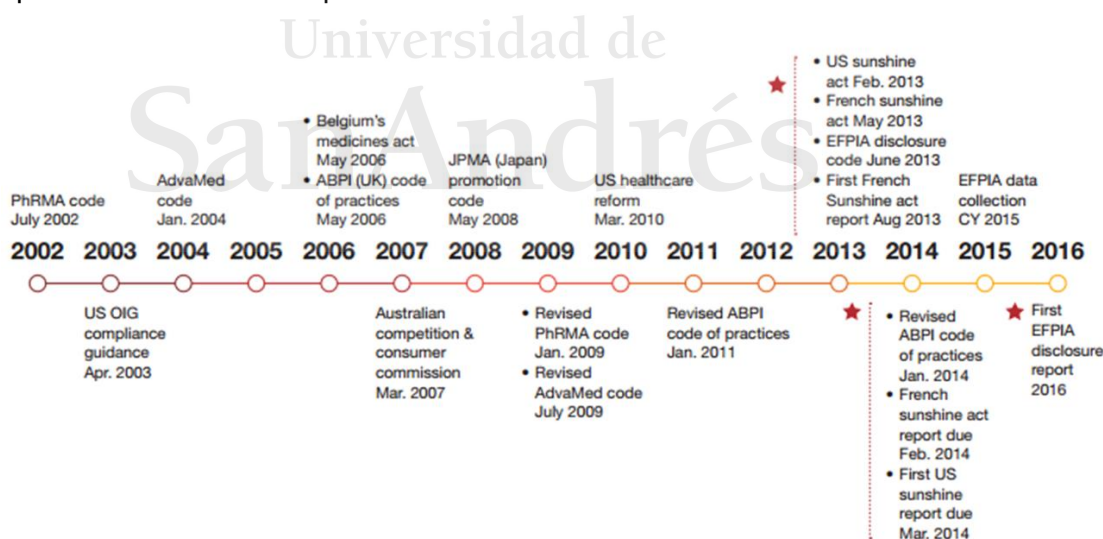 Universidad de
SanAndrés
• US sunshine
act Feb. 2013
• French sunshine
act May 2013
• EFPIA disclosure
code June 2013
• First French
Sunshine act
report Aug 2013
• Belgium's
medicines act
May 2006
• ABPI (UK) code
of practices
May 2006
PhRMA code
July 2002
AdvaMed
code
Jan. 2004
JPMA (Japan)
promotion
code
May 2008
US healthcare
reform
Mar. 2010
EFPIA data
collection
CY 2015
2002 2003 2004 2005 2006 2007 2008 2009 2010 2011 2012 2013 2014 2015 2016
US OIG
compliance
guidance
Apr. 2003
Australian
competition &
consumer
commission
Mar. 2007
• Revised
PhRMA code
Jan. 2009
• Revised
AdvaMed code
July 2009
Revised ABPI
code of practices
Jan. 2011
• Revised
ABPI code
of practices
Jan. 2014
• French
sunshine act
report due
Feb. 2014
• First US
sunshine
report due
Mar. 2014
First
EFPIA
disclosure
report
2016